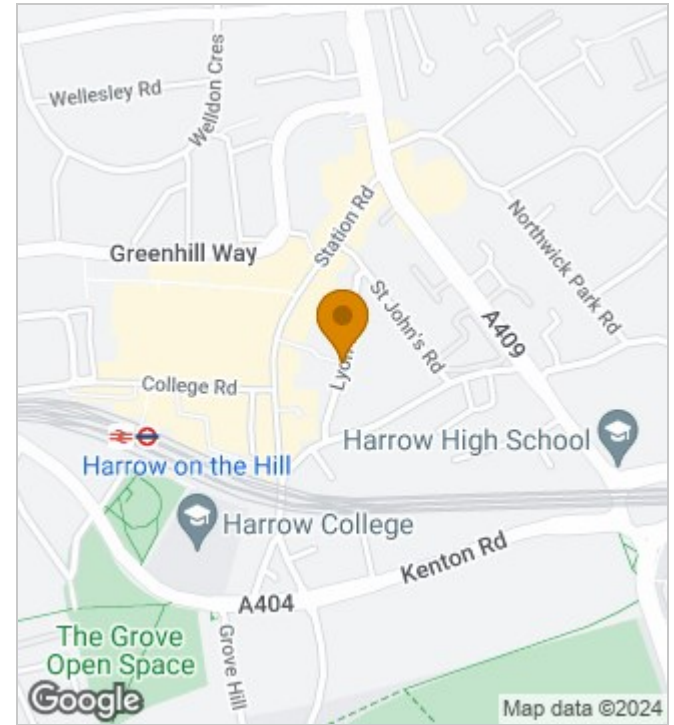 Wellesley Rd
Welldon Cres
Station Rd
Greenhill Way
Northwick Park Rd
St John's Rd
A409
Lyon
College Rd
Harrow High School
Harrow on the Hill
Harrow College
Kenton Rd
A404
The Grove
Open Space
Grove Hill
Google
Map data ©2024